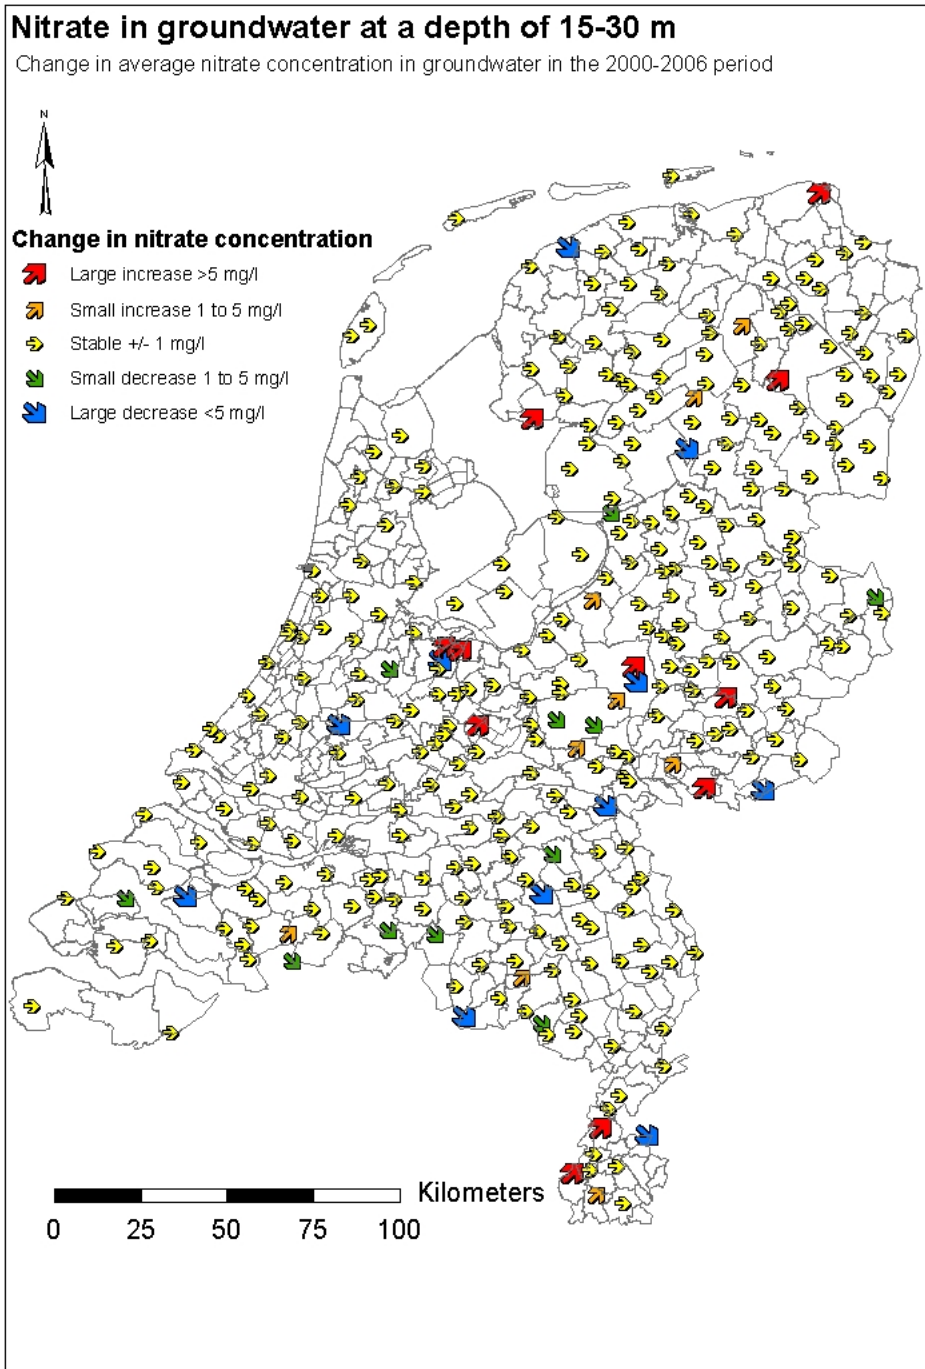 Nitrate in groundwater at a depth of 15-30 m
Change in average nitrate concentration in groundwater in the 2000-2006 period
N
Change in nitrate concentration
Large increase >5 mg/l
Small increase 1 to 5 mg/l
Stable +/- 1 mg/l
Small decrease 1 to 5 mg/l
Large decrease <5 mg/l
Kilometers
0 25 50 75 100